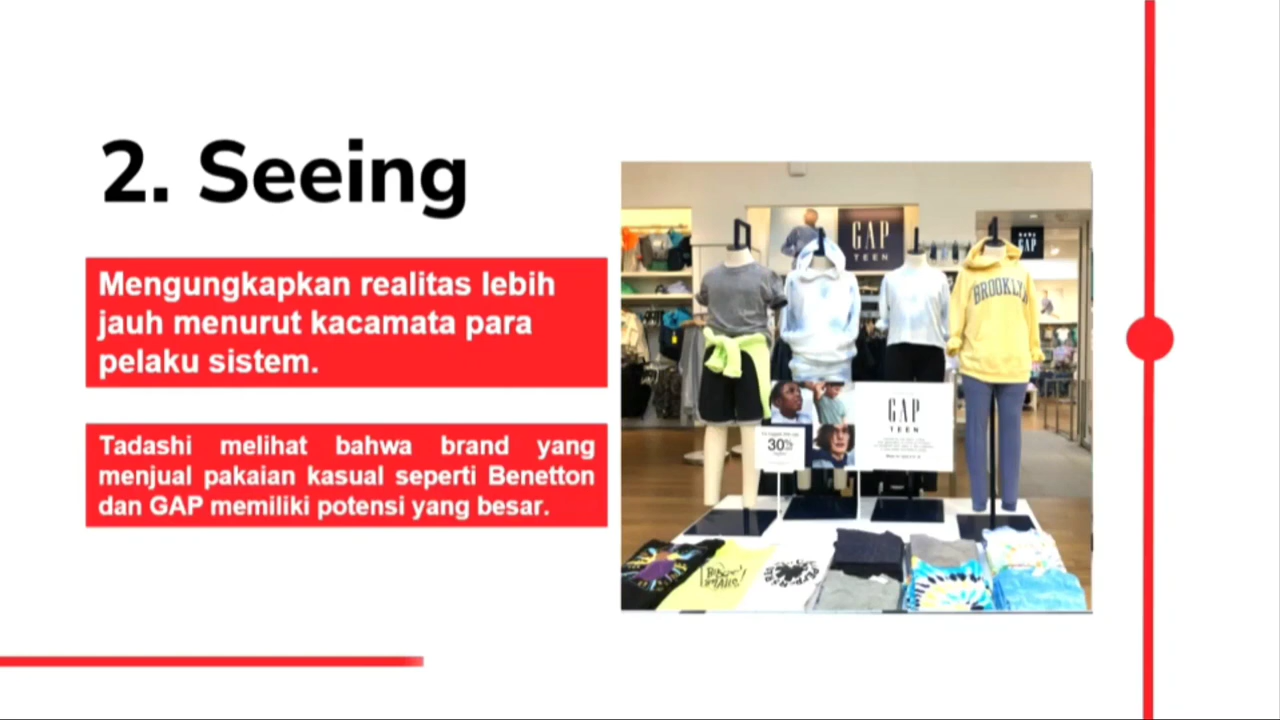 2. Seeing
Mengungkapkan realitas lebih
jauh menurut kacamata para
pelaku sistem.
Tadashi melihat bahwa brand yang
menjual pakaian kasual seperti Benetton
dan GAP memiliki potensi yang besar.
GAP
TEEN
GAP
BROOKLYN
GAP
TEEN
30%